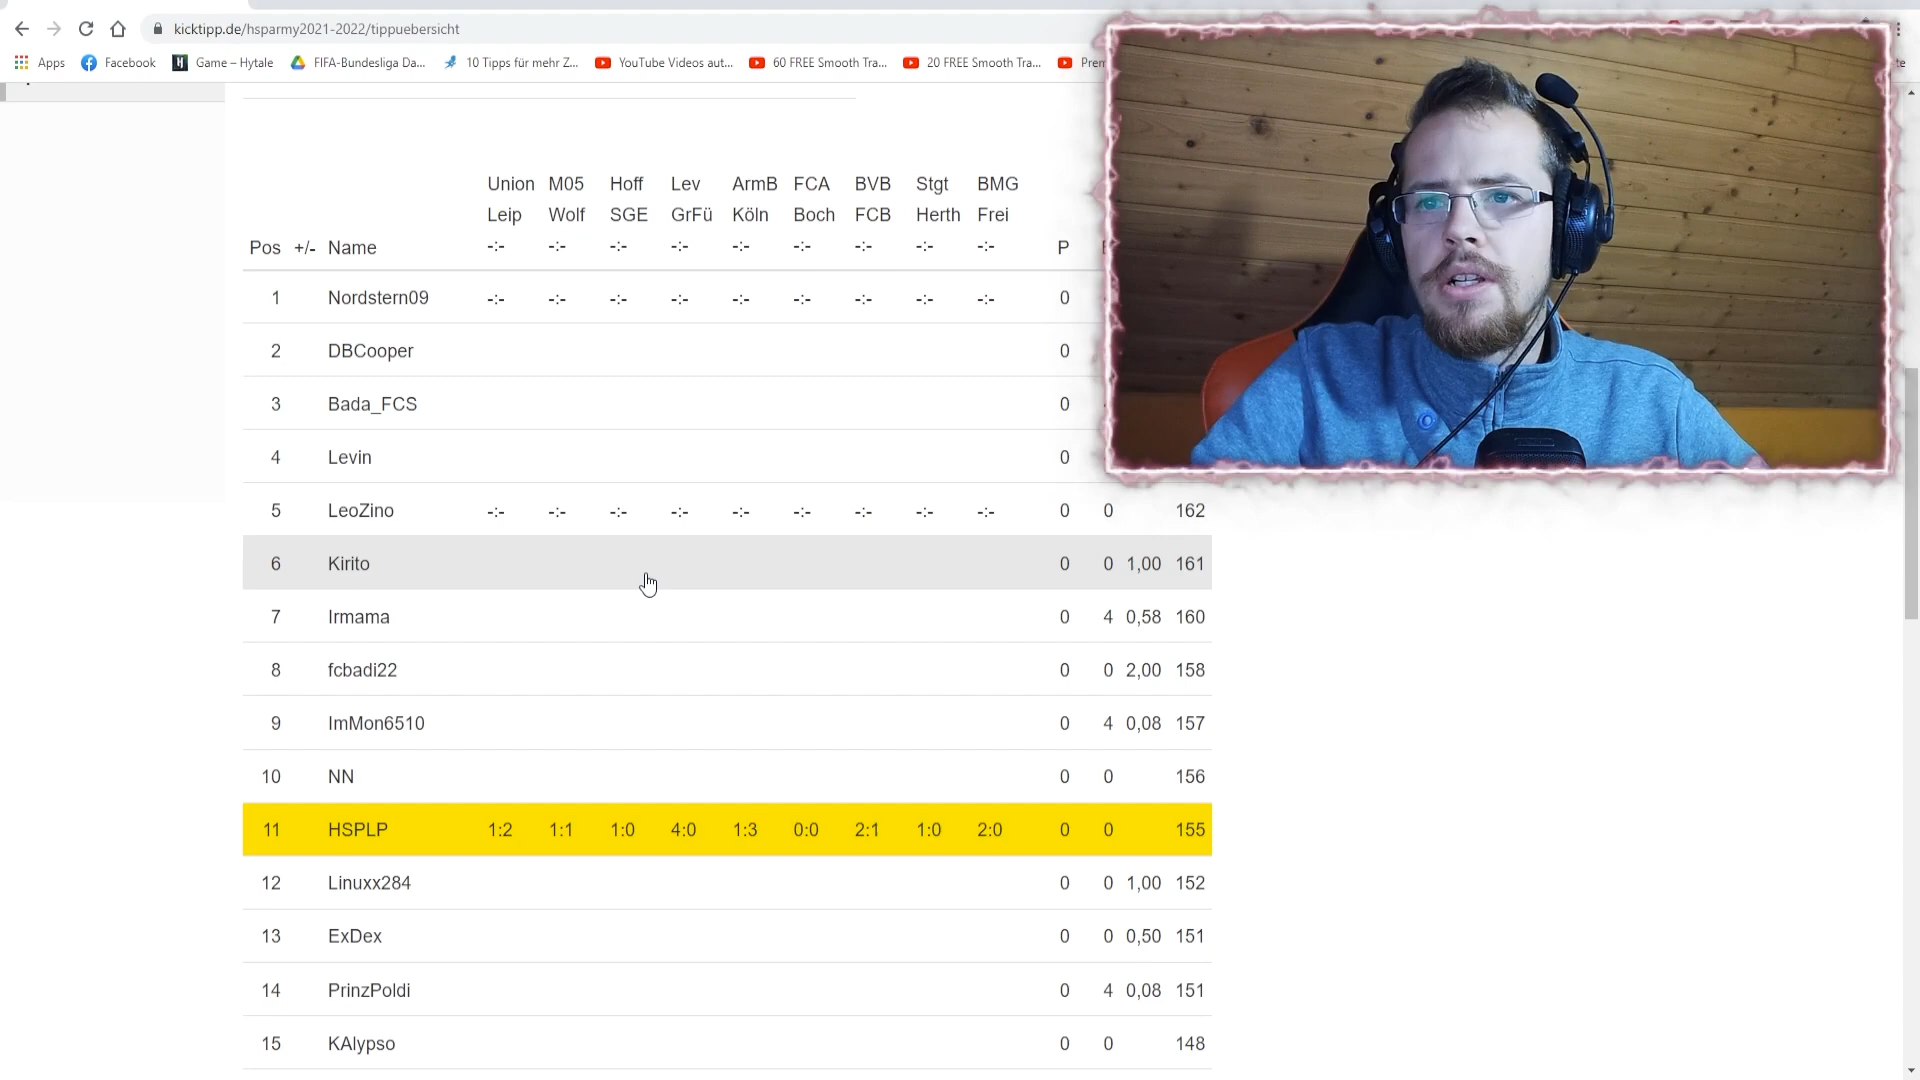 kicktipp.de/hsparmy2021-2022/tippuebersicht
Apps Facebook Game – Hytale FIFA-Bundesliga Da... 10 Tipps für mehr Z... YouTube Videos aut... 60 FREE Smooth Tra... 20 FREE Smooth Tra... Prem
Union M05 Hoff Lev ArmB FCA BVB Stgt BMG
Leip Wolf SGE GrFü Köln Boch FCB Herth Frei
Pos +/- Name -:- -:- -:- -:- -:- -:- -:- -:- -:- P
1 Nordstern09 -:- -:- -:- -:- -:- -:- -:- -:- -:- 0
2 DBCooper 0
3 Bada_FCS 0
4 Levin 0
5 LeoZino -:- -:- -:- -:- -:- -:- -:- -:- -:- 0 0 162
6 Kirito 0 0 1,00 161
7 Irmama 0 4 0,58 160
8 fcbadi22 0 0 2,00 158
9 ImMon6510 0 4 0,08 157
10 NN 0 0 156
11 HSPLP 1:2 1:1 1:0 4:0 1:3 0:0 2:1 1:0 2:0 0 0 155
12 Linuxx284 0 0 1,00 152
13 ExDex 0 0 0,50 151
14 PrinzPoldi 0 4 0,08 151
15 KAlypso 0 0 148